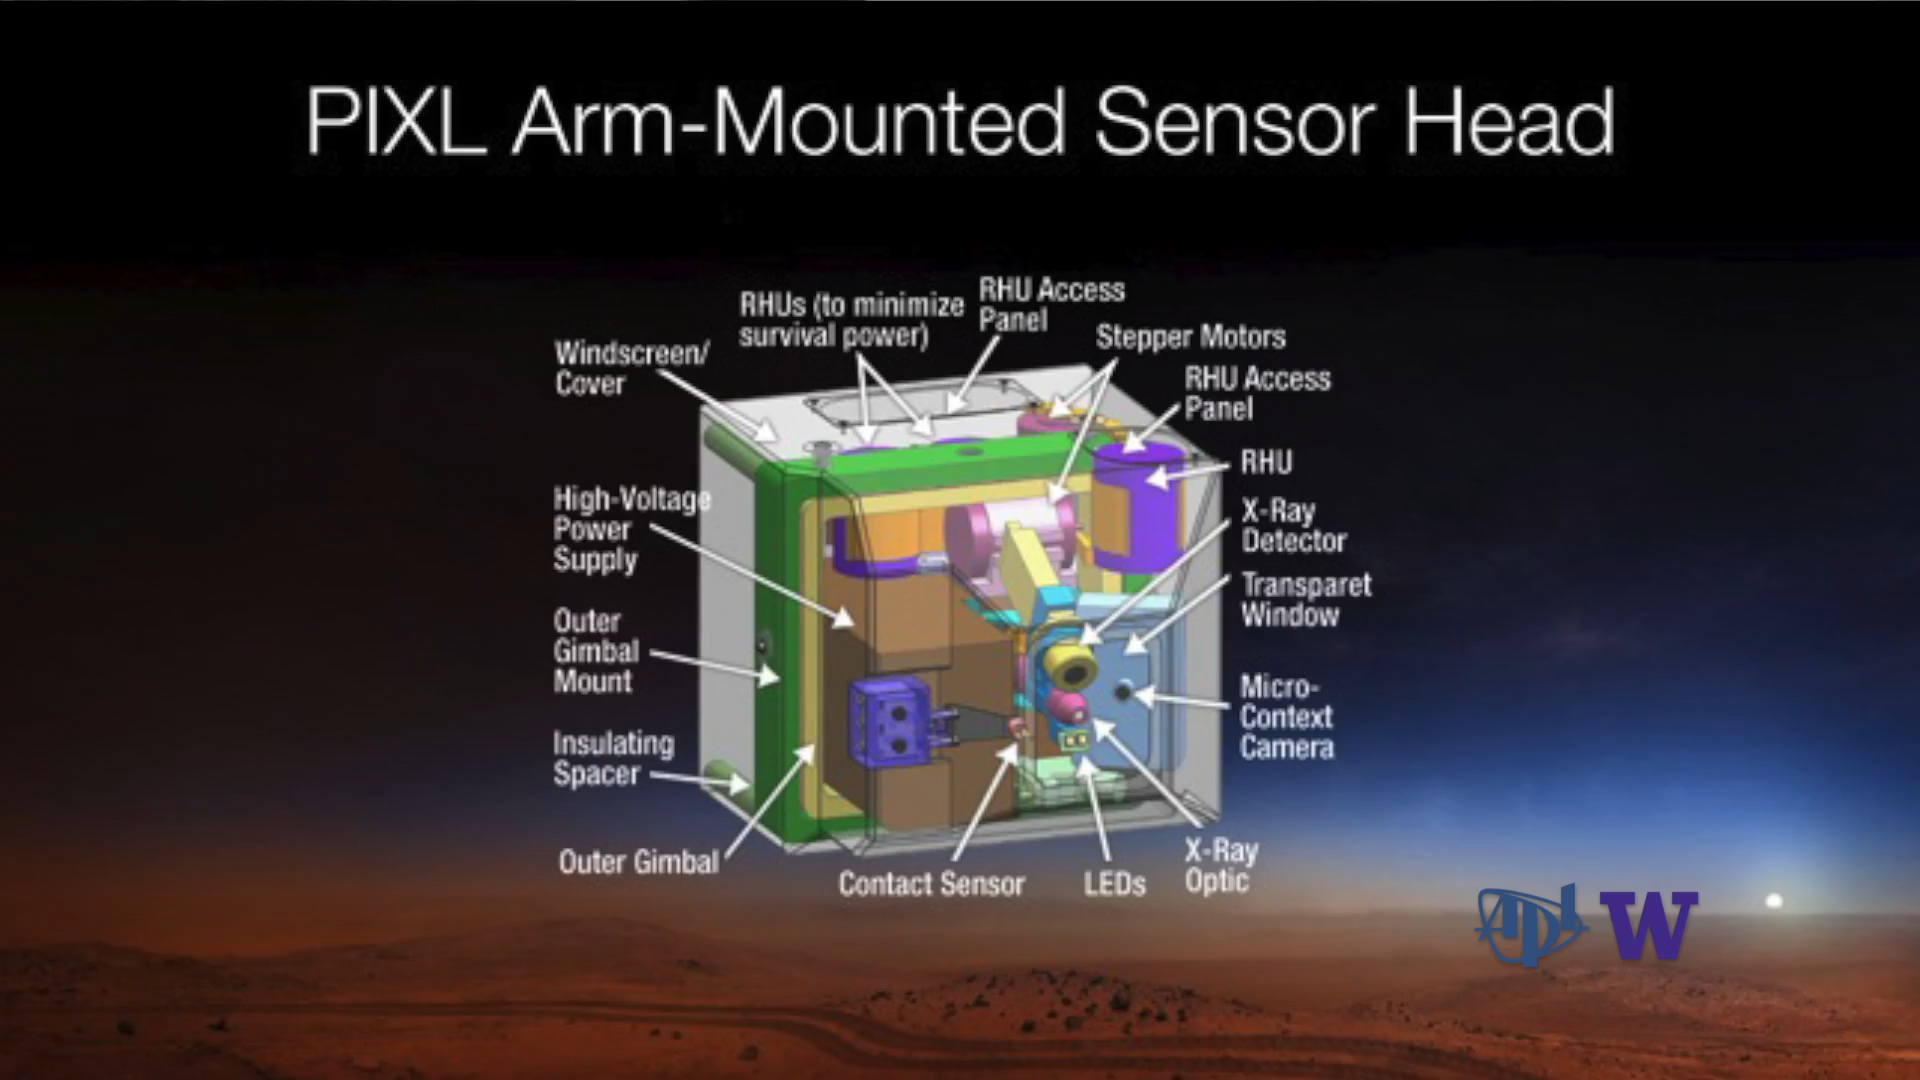 PIXL Arm-Mounted Sensor Head
RHUs (to minimize
survival power)
RHU Access
Panel
Stepper Motors
Windscreen/
Cover
RHU Access
Panel
RHU
High-Voltage
Power
Supply
X-Ray
Detector
Transparet
Window
Outer
Gimbal
Mount
Micro-
Context
Camera
Insulating
Spacer
Outer Gimbal
Contact Sensor
LEDs
X-Ray
Optic
APL
W